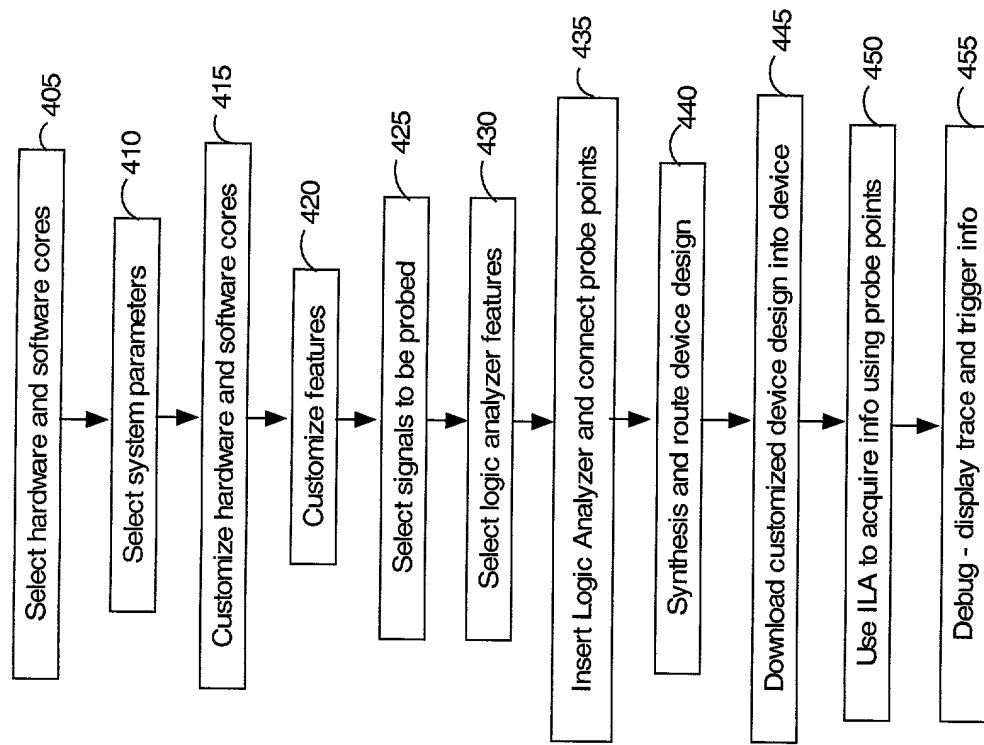 Select hardware and software cores 405
Select system parameters 410
Customize hardware and software cores 415
Customize features 420
Select signals to be probed 425
Select logic analyzer features 430
Insert Logic Analyzer and connect probe points 435
Synthesis and route device design 440
Download customized device design into device 445
Use ILA to acquire info using probe points 450
Debug - display trace and trigger info 455